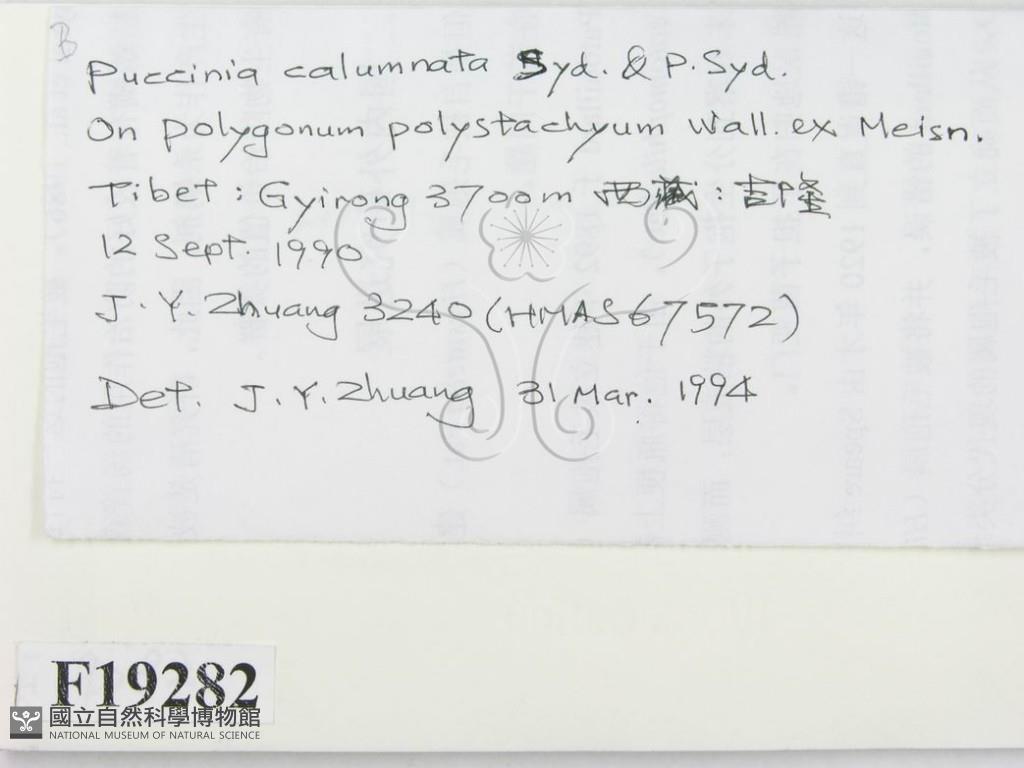 B
Puccinia calumnata Syd. & P. Syd.
On Polygonum polystachyum Wall. ex Meisn.
Tibet: Gyirong 3700m 西藏:吉隆
12 Sept. 1990
J. Y. Zhuang 3240 (HMAS67572)
Det. J. Y. Zhuang 31 Mar. 1994
F19282
國立自然科學博物館
NATIONAL MUSEUM OF NATURAL SCIENCE